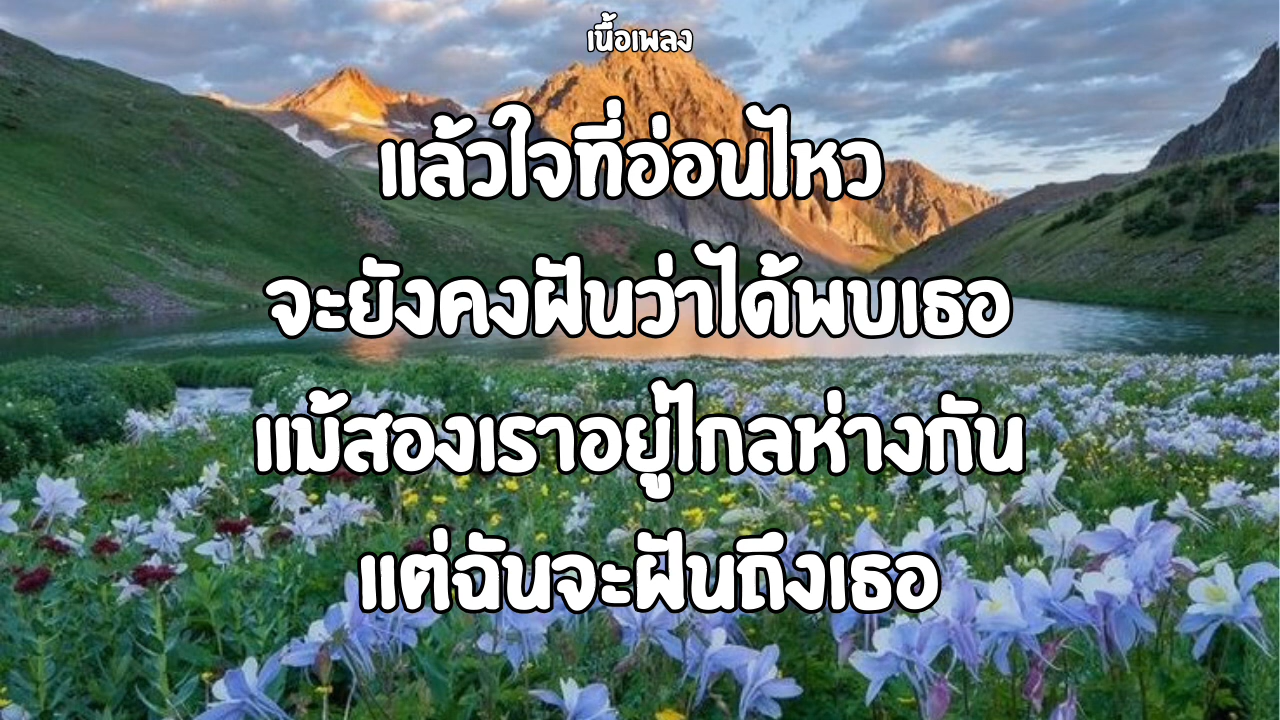 เนื้อเพลง
แล้วใจที่อ่อนไหว
จะยังคงฝันว่าได้พบเธอ
แม้สองเราอยู่ไกลห่างกัน
แต่ฉันจะฝันถึงเธอ